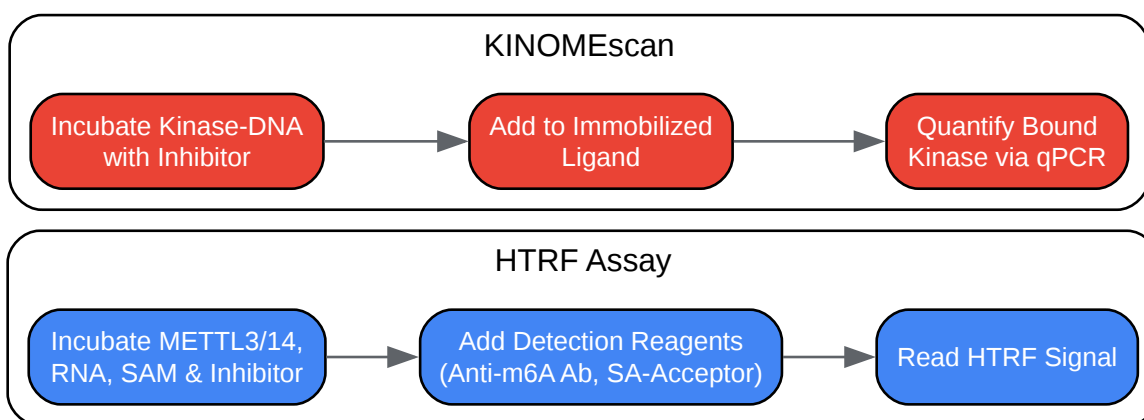 KINOMEscan
Incubate Kinase-DNA
with Inhibitor
Add to Immobilized
Ligand
Quantify Bound
Kinase via qPCR
HTRF Assay
Incubate METTL3/14,
RNA, SAM & Inhibitor
Add Detection Reagents
(Anti-m6A Ab, SA-Acceptor)
Read HTRF Signal